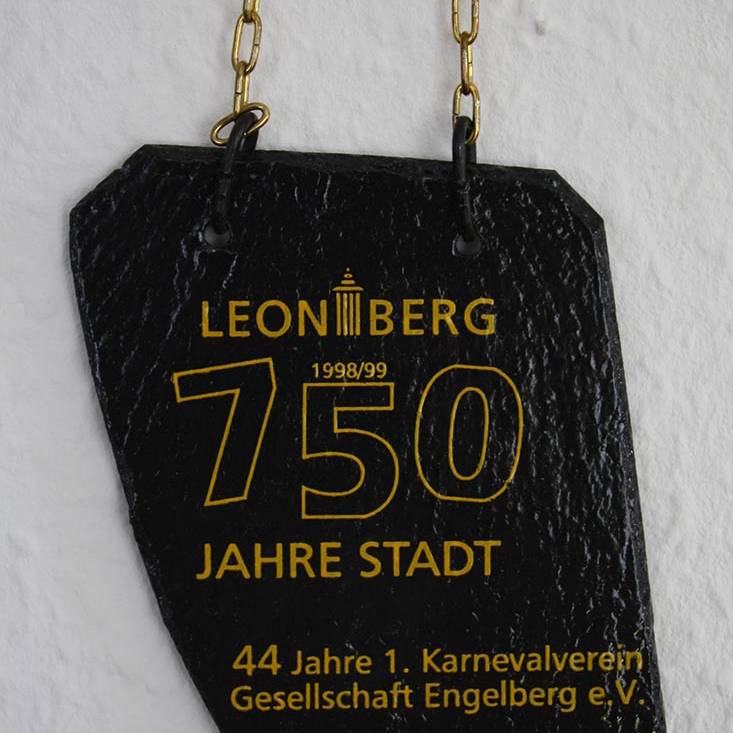 LEONBERG
1998/99
750
JAHRE STADT
44 Jahre 1. Karnevalverein
Gesellschaft Engelberg e.V.